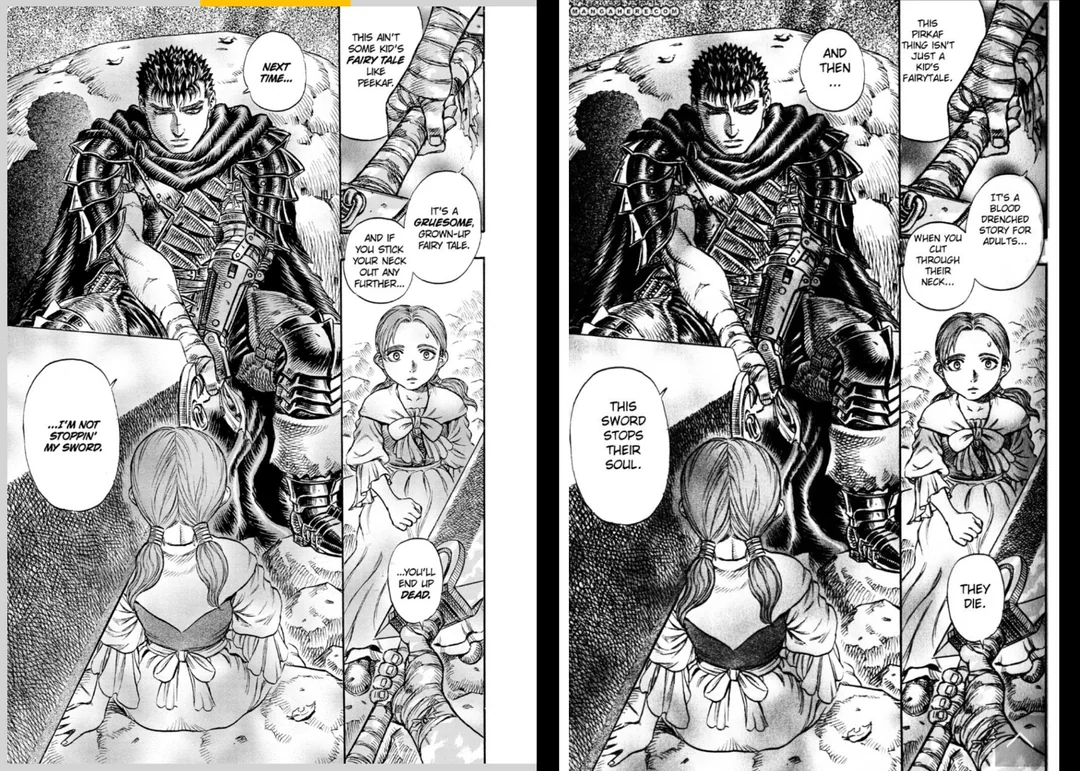 THIS AIN'T
SOME KID'S
FAIRY TALE
LIKE
PEEKAF.
IT'S A
GRUESOME,
GROWN-UP
FAIRY TALE.
AND IF
YOU STICK
YOUR NECK
OUT ANY
FURTHER...
...YOU'LL
END UP
DEAD.
NEXT
TIME...
...I'M NOT
STOPPIN'
MY SWORD.
MANGAHERE.COM
THIS
PIRKAF
THING ISN'T
JUST A
KID'S
FAIRYTALE.
IT'S A
BLOOD
DRENCHED
STORY FOR
ADULTS...
WHEN YOU
CUT
THROUGH
THEIR
NECK...
THEY
DIE.
AND
THEN
...
THIS
SWORD
STOPS
THEIR
SOUL.